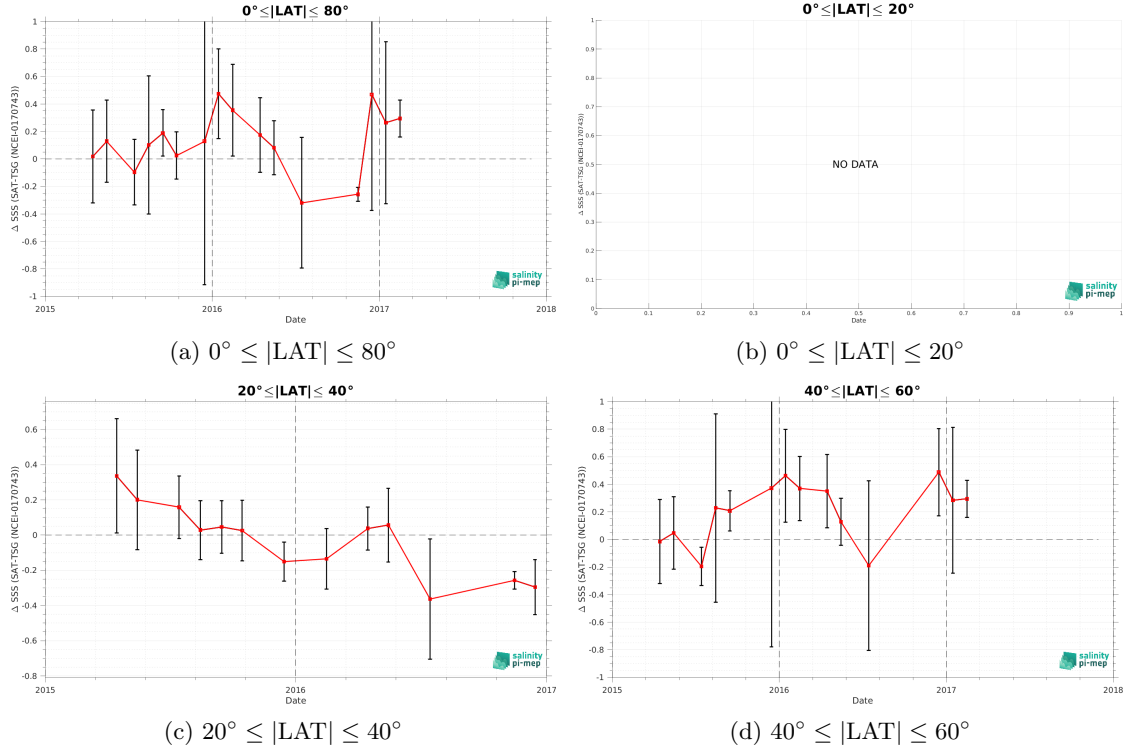 0°≤|LAT|≤ 80°
Δ SSS (SAT-TSG (NCEI-0170743))
1
0.8
0.6
0.4
0.2
0
-0.2
-0.4
-0.6
-0.8
-1
2015
2016
2017
2018
Date
salinity
pi-mep
(a) 0° ≤ |LAT| ≤ 80°
0°≤|LAT|≤ 20°
Δ SSS (SAT-TSG (NCEI-0170743))
1
0.9
0.8
0.7
0.6
0.5
0.4
0.3
0.2
0.1
0
NO DATA
0
0.1
0.2
0.3
0.4
0.5
0.6
0.7
0.8
0.9
1
Date
salinity
pi-mep
(b) 0° ≤ |LAT| ≤ 20°
20°≤|LAT|≤ 40°
Δ SSS (SAT-TSG (NCEI-0170743))
0.6
0.4
0.2
0
-0.2
-0.4
-0.6
-0.8
2015
2016
2017
Date
salinity
pi-mep
(c) 20° ≤ |LAT| ≤ 40°
40°≤|LAT|≤ 60°
Δ SSS (SAT-TSG (NCEI-0170743))
1
0.8
0.6
0.4
0.2
0
-0.2
-0.4
-0.6
-0.8
-1
2015
2016
2017
2018
Date
salinity
pi-mep
(d) 40° ≤ |LAT| ≤ 60°